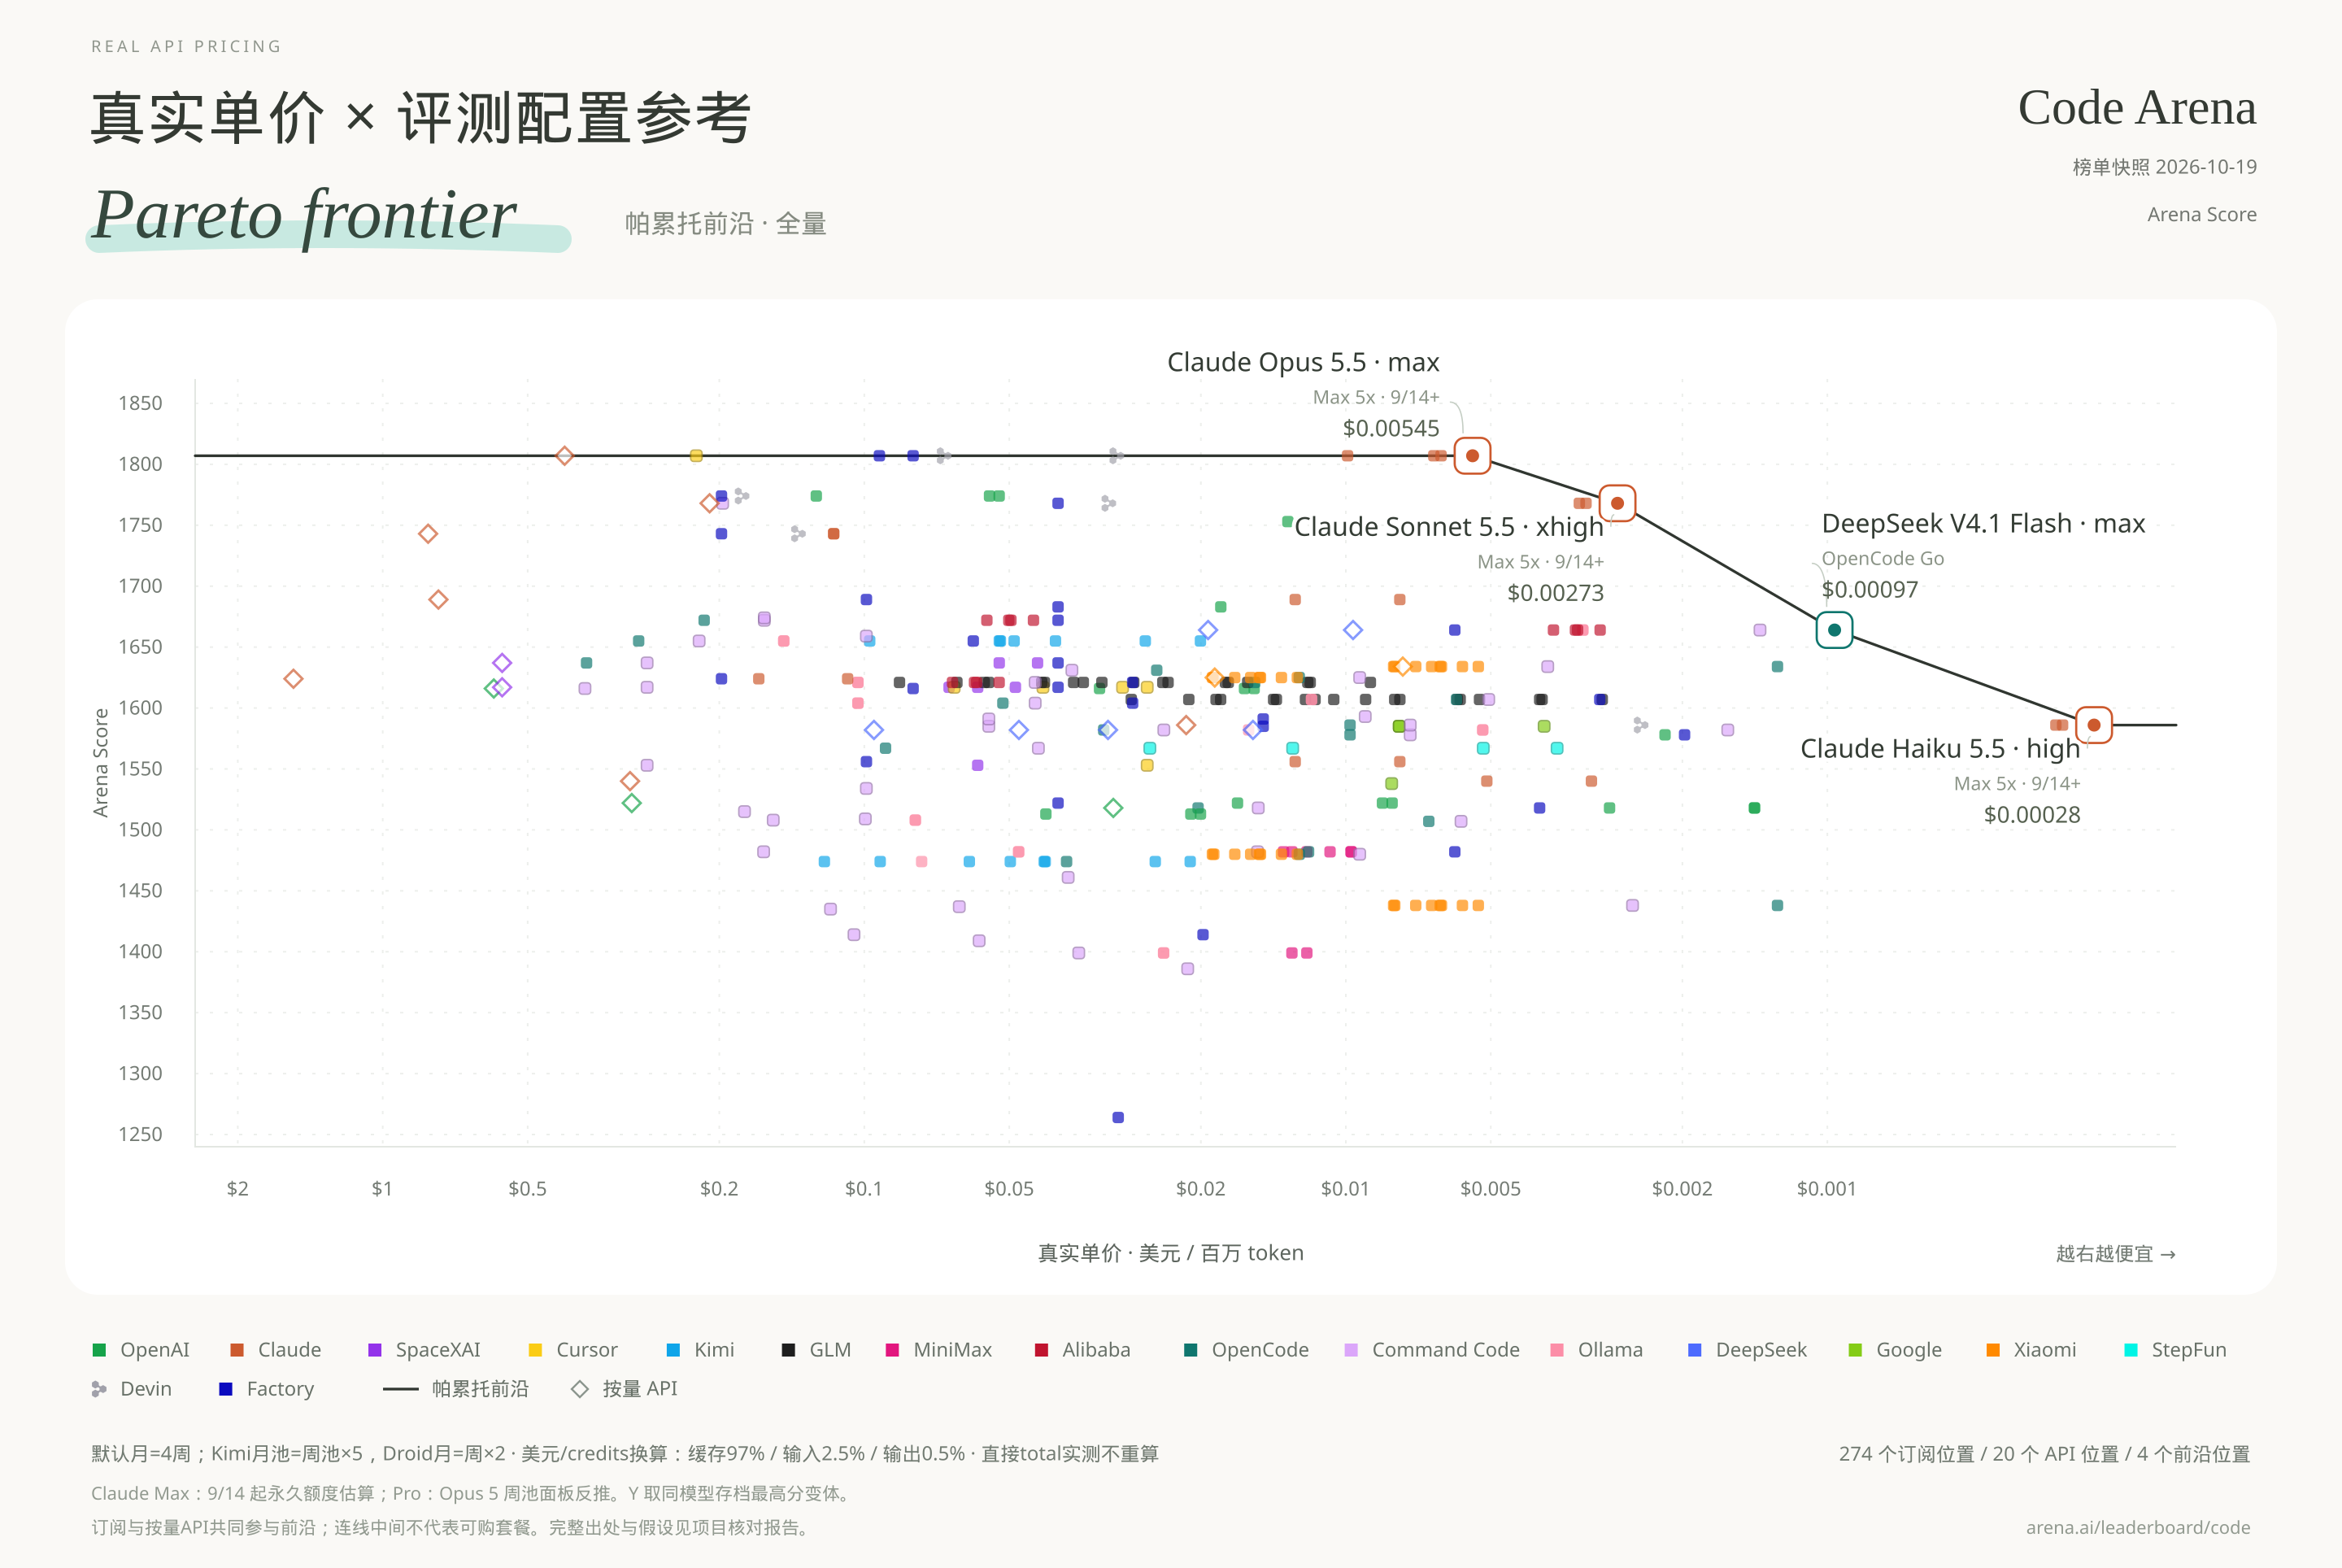 REAL API PRICING
真实单价 × 评测配置参考
Pareto frontier
帕累托前沿 · 全量
Code Arena
榜单快照 2026-10-19
Arena Score
Claude Opus 5.5 · max
Max 5x · 9/14+
$0.00545
Claude Sonnet 5.5 · xhigh
Max 5x · 9/14+
$0.00273
DeepSeek V4.1 Flash · max
OpenCode Go
$0.00097
Claude Haiku 5.5 · high
Max 5x · 9/14+
$0.00028
Arena Score
1850
1800
1750
1700
1650
1600
1550
1500
1450
1400
1350
1300
1250
$2 $1 $0.5 $0.2 $0.1 $0.05 $0.02 $0.01 $0.005 $0.002 $0.001
真实单价 · 美元 / 百万 token
越右越便宜 →
OpenAI Claude SpaceXAI Cursor Kimi GLM MiniMax Alibaba OpenCode Command Code Ollama DeepSeek Google Xiaomi StepFun
Devin Factory 帕累托前沿 按量 API
默认月=4周；Kimi月池=周池×5，Droid月=周×2 · 美元/credits换算：缓存97% / 输入2.5% / 输出0.5% · 直接total实测不重算
274 个订阅位置 / 20 个 API 位置 / 4 个前沿位置
Claude Max：9/14 起永久额度估算；Pro：Opus 5 周池面板反推。Y 取同模型存档最高分变体。
订阅与按量API共同参与前沿；连线中间不代表可购套餐。完整出处与假设见项目核对报告。
arena.ai/leaderboard/code